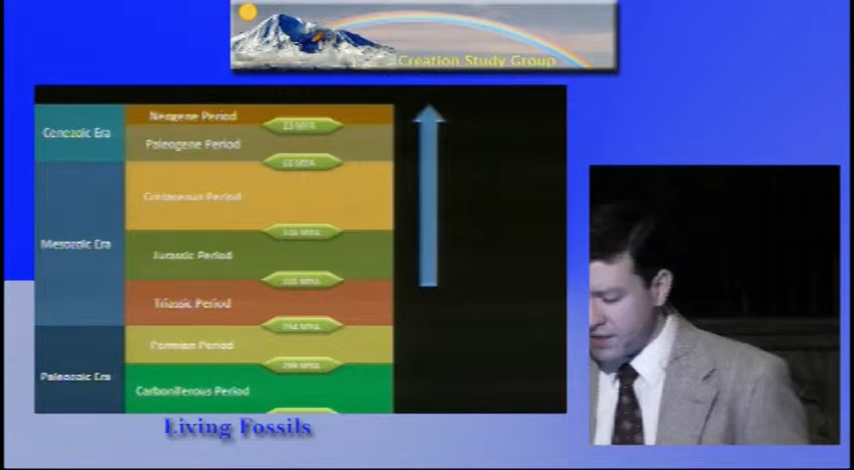 Creation Study Group
Neogene Period
23 MYA
Cenozoic Era
Paleogene Period
Cretaceous Period
Mesozoic Era
Jurassic Period
Triassic Period
Permian Period
299 MYA
Paleozoic Era
Carboniferous Period
Living Fossils